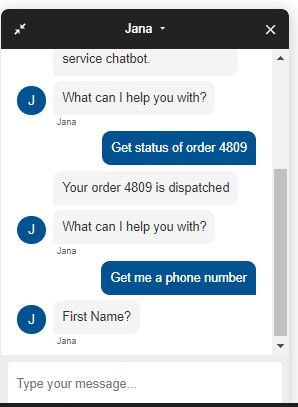 Jana
service chatbot.
J
What can I help you with?
Jana
Get status of order 4809
Your order 4809 is dispatched
J
What can I help you with?
Jana
Get me a phone number
J
First Name?
Jana
Type your message...